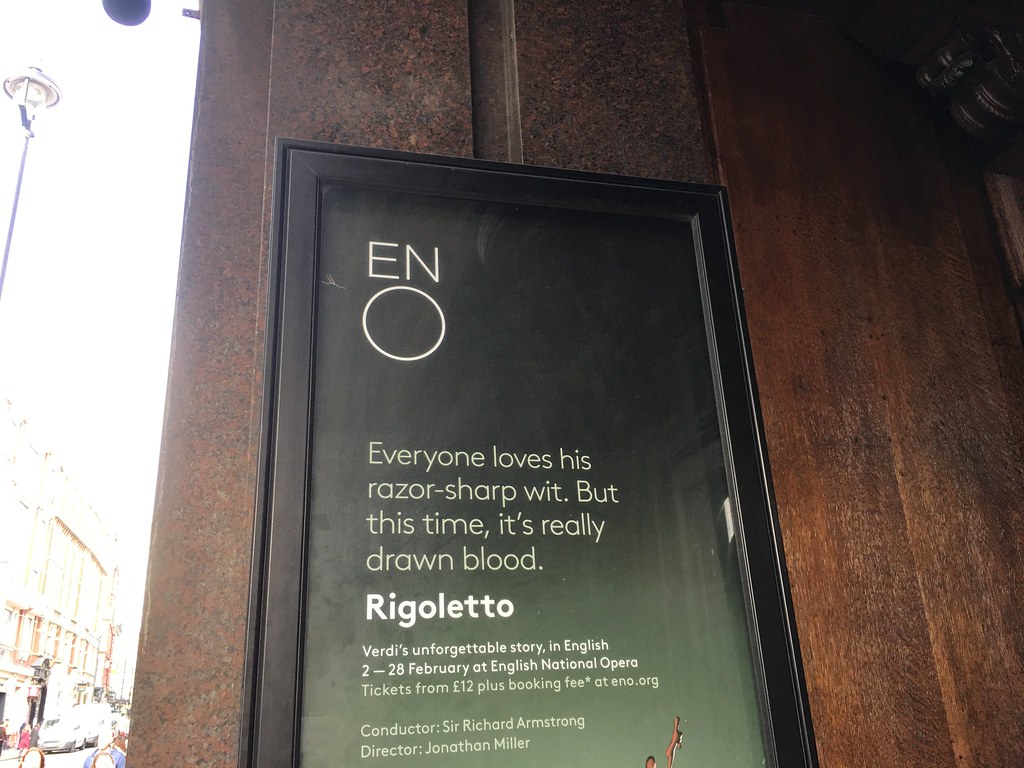 EN
O
Everyone loves his
razor-sharp wit. But
this time, it's really
drawn blood.
Rigoletto
Verdi's unforgettable story, in English
2 — 28 February at English National Opera
Tickets from £12 plus booking fee* at eno.org
Conductor: Sir Richard Armstrong
Director: Jonathan Miller